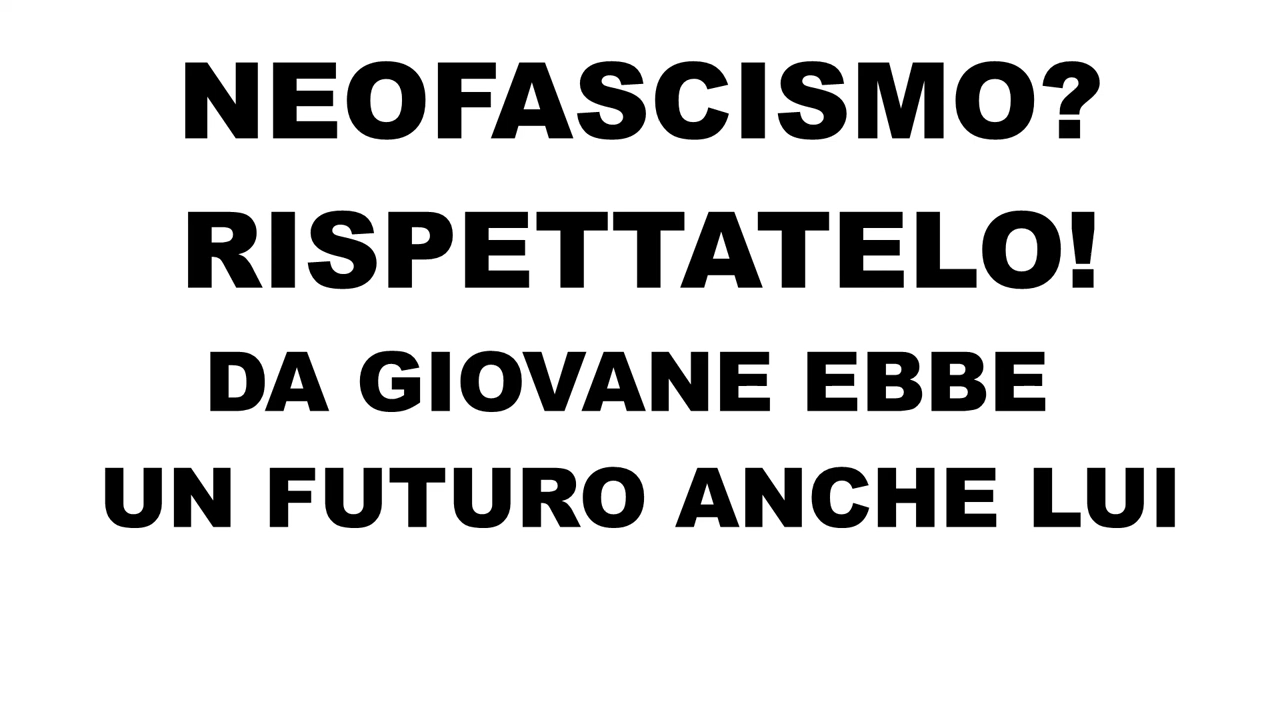 NEOFASCISMO?
RISPETTATELO!
DA GIOVANE EBBE
UN FUTURO ANCHE LUI